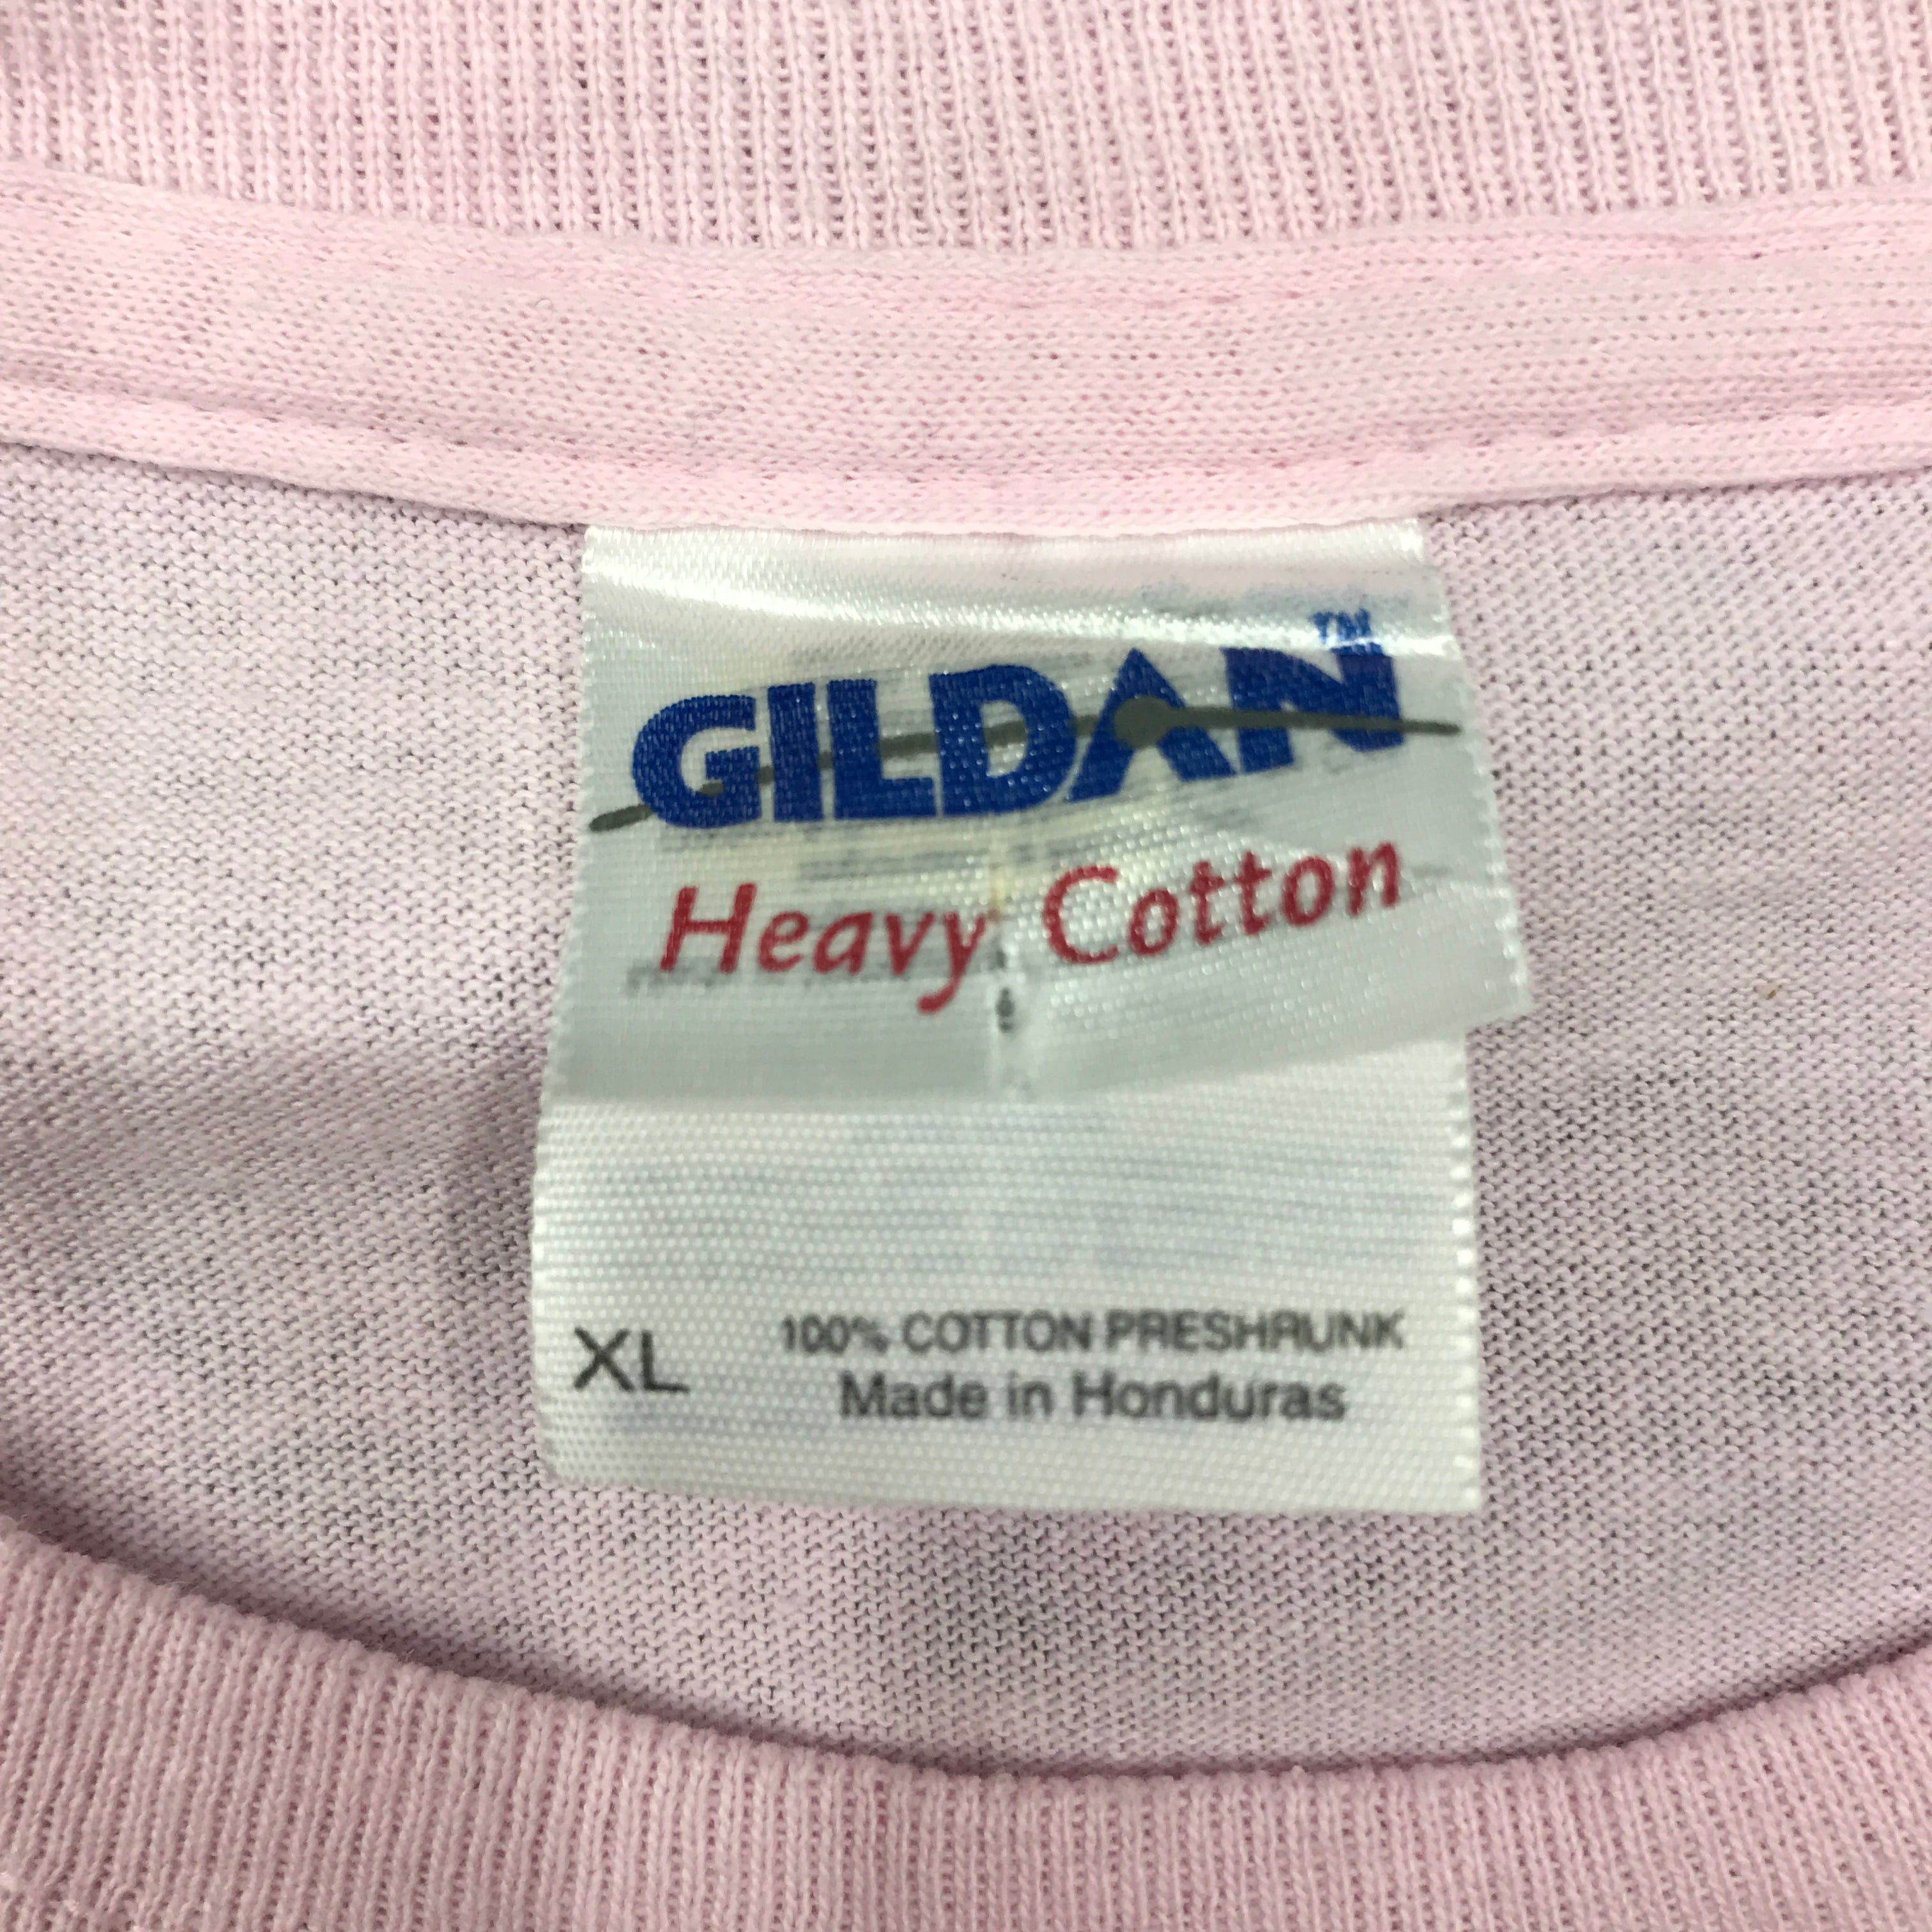 GILDAN™
Heavy Cotton
XL 100% COTTON PRESHRUNK
Made in Honduras